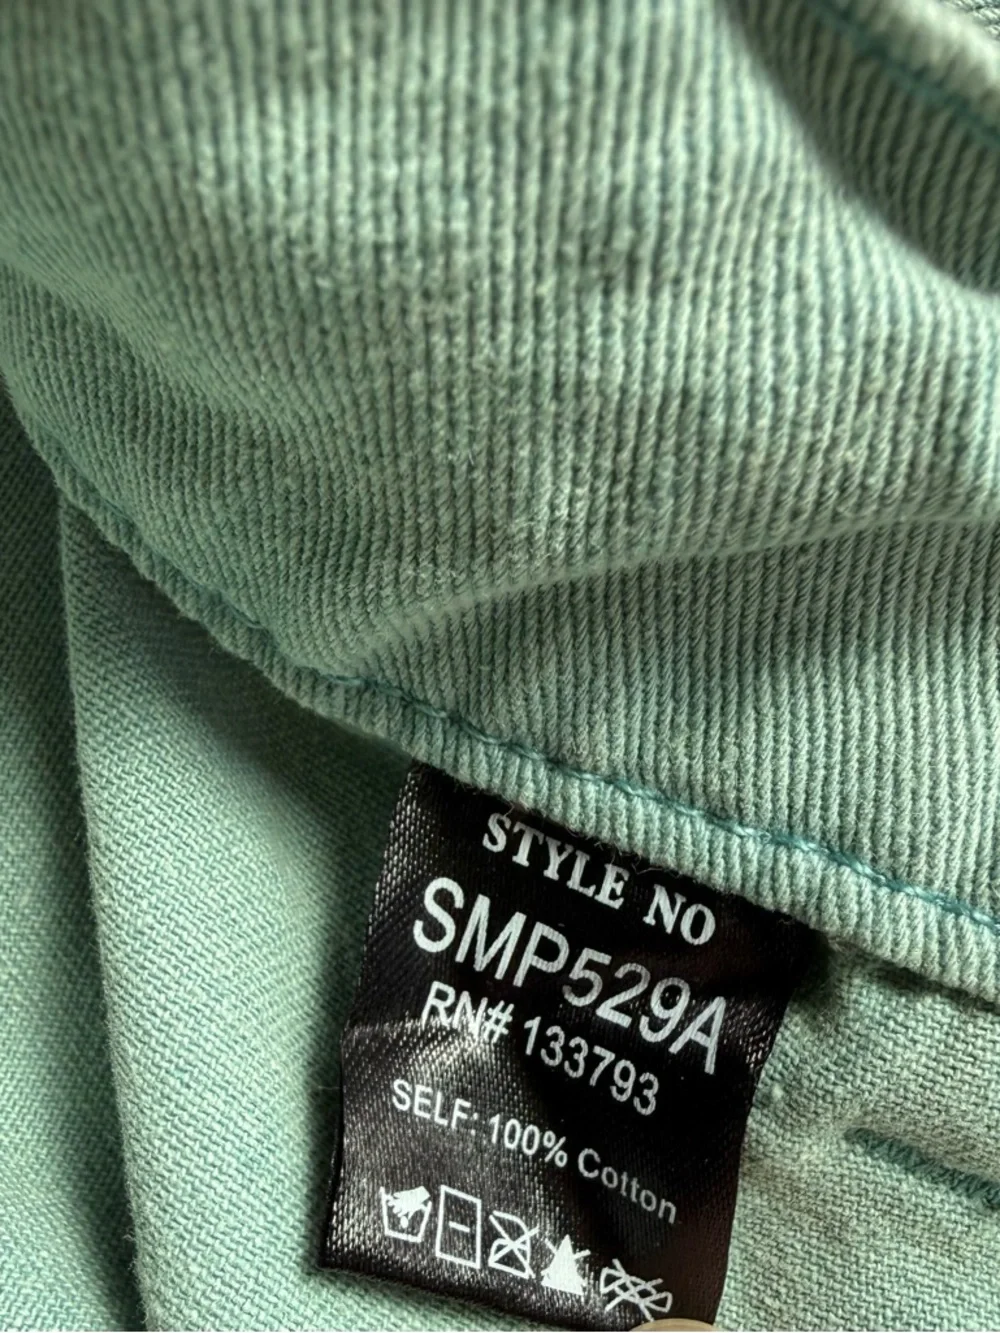 STYLE NO
SMP529A
RN# 133793
SELF: 100% Cotton